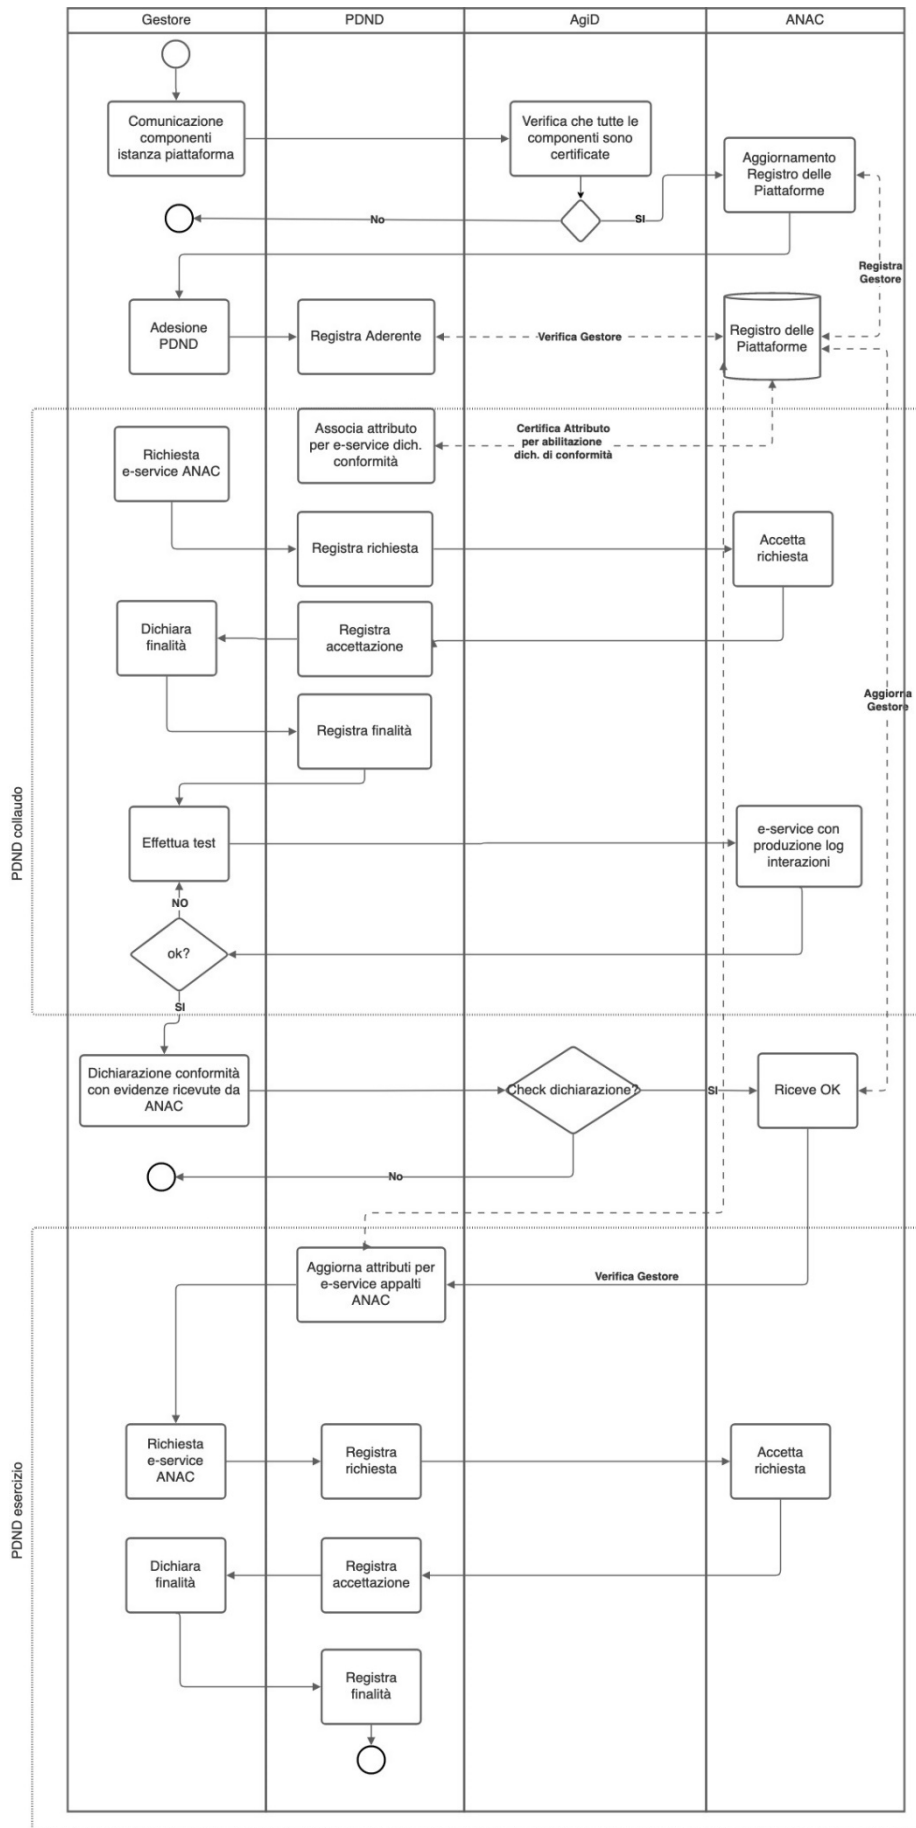 Gestore
PDND
AgiD
ANAC
Comunicazione
componenti
istanza piattaforma
Verifica che tutte le
componenti sono
certificate
Aggiornamento
Registro delle
Piattaforme
No
SI
Registra
Gestore
Adesione
PDND
Registra Aderente
Verifica Gestore
Registro delle
Piattaforme
Richiesta
e-service ANAC
Associa attributo
per e-service dich.
conformità
Certifica Attributo
per abilitazione
dich. di conformità
Registra richiesta
Accetta
richiesta
Dichiara
finalità
Registra
accettazione
Aggiorna
Gestore
Registra finalità
PDND collaudo
Effettua test
e-service con
produzione log
interazioni
NO
ok?
SI
Dichiarazione conformità
con evidenze ricevute da
ANAC
Check dichiarazione?
SI
Riceve OK
No
Aggiorna attributi per
e-service appalti
ANAC
Verifica Gestore
PDND esercizio
Richiesta
e-service
ANAC
Registra
richiesta
Accetta
richiesta
Dichiara
finalità
Registra
accettazione
Registra
finalità